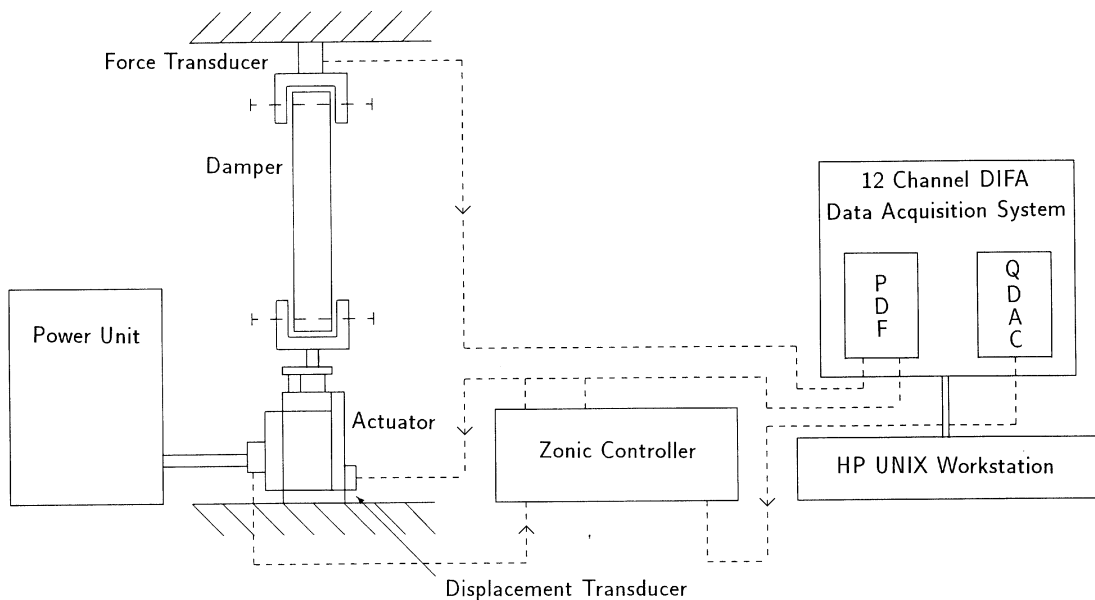 Force Transducer
Damper
12 Channel DIFA
Data Acquisition System
P
D
F
Q
D
A
C
Power Unit
Actuator
Zonic Controller
HP UNIX Workstation
Displacement Transducer